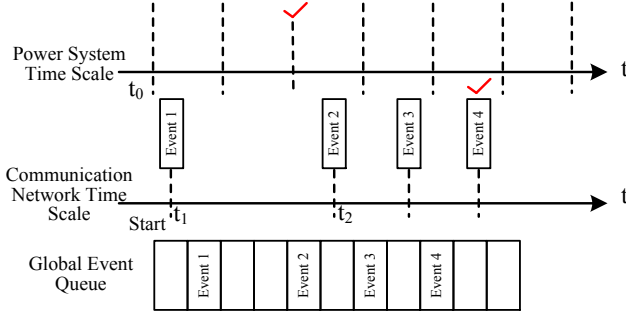 Power System
Time Scale
t
t0
Event 1
Event 2
Event 3
Event 4
Communication
Network Time
Scale
t
Start
t1
t2
Global Event
Queue
Event 1
Event 2
Event 3
Event 4